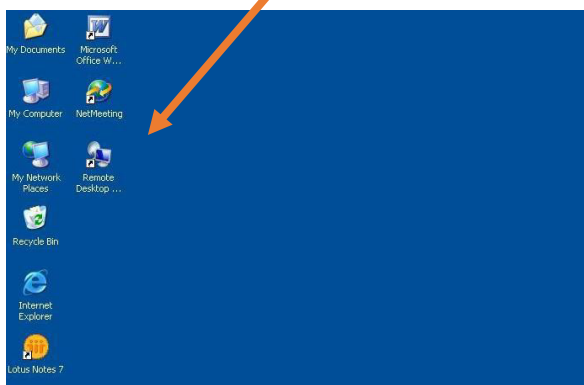 My Documents
Microsoft
Office W...
My Computer
NetMeeting
My Network
Places
Remote
Desktop ...
Recycle Bin
Internet
Explorer
Lotus Notes 7